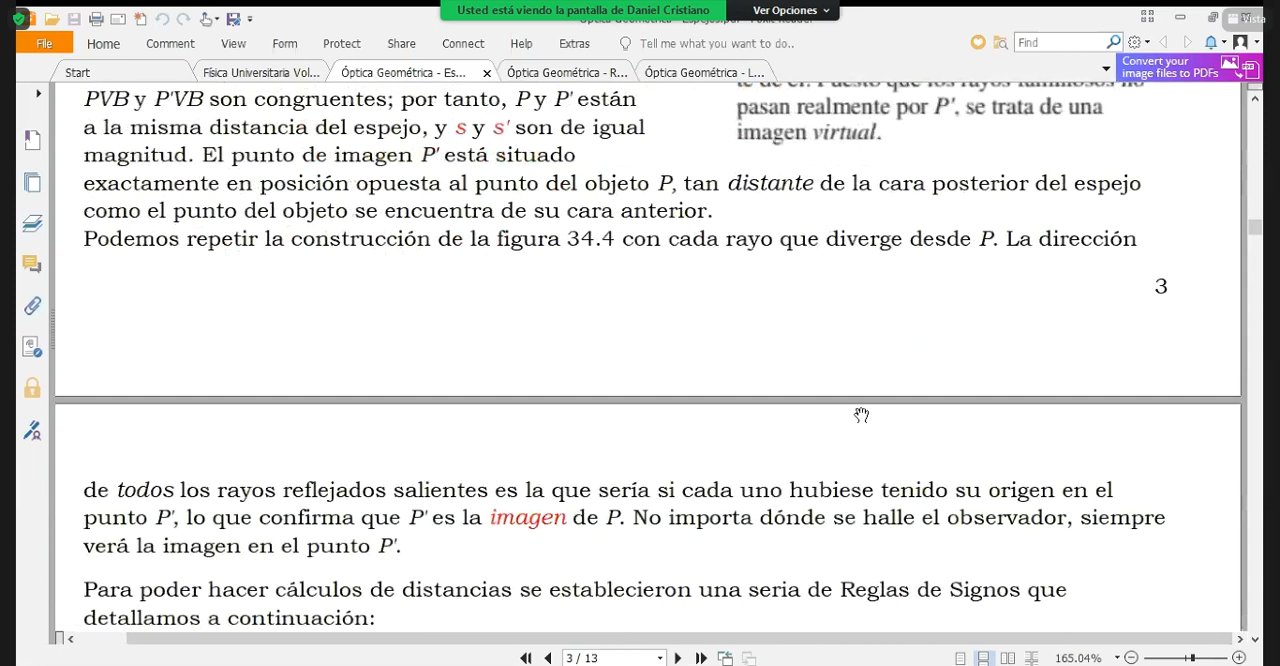 Usted está viendo la pantalla de Daniel Cristiano
Ver Opciones
Vista
File Home Comment View Form Protect Share Connect Help Extras Tell me what you want to do.. Find
Start Física Universitaria Vol... Óptica Geométrica - Es... Óptica Geométrica - R... Óptica Geométrica - L...
Convert your
image files to PDFs
PVB y P'VB son congruentes; por tanto, P y P' están
a la misma distancia del espejo, y s y s' son de igual
magnitud. El punto de imagen P' está situado
pasan realmente por P', se trata de una
imagen virtual.
exactamente en posición opuesta al punto del objeto P, tan distante de la cara posterior del espejo
como el punto del objeto se encuentra de su cara anterior.
Podemos repetir la construcción de la figura 34.4 con cada rayo que diverge desde P. La dirección
3
de todos los rayos reflejados salientes es la que sería si cada uno hubiese tenido su origen en el
punto P', lo que confirma que P' es la imagen de P. No importa dónde se halle el observador, siempre
verá la imagen en el punto P'.
Para poder hacer cálculos de distancias se establecieron una seria de Reglas de Signos que
detallamos a continuación:
3 / 13
165.04%